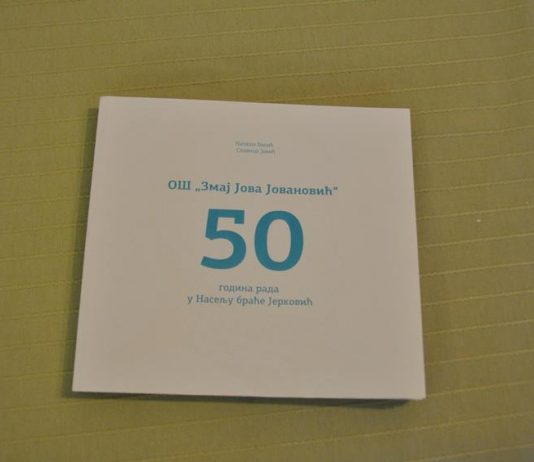 ОШ „Змај Јова Јовановић“
50
година рада
у Насељу браће Јерковић